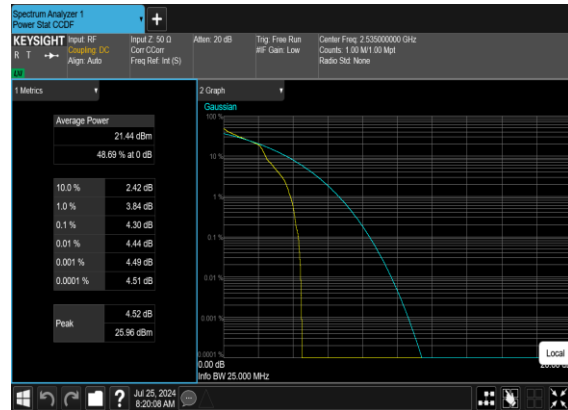 Spectrum Analyzer 1
Power Stat CCDF
+
KEYSIGHT
R T
Input: RF
Coupling: DC
Align: Auto
Input Z: 50 Ω
Corr CCorr
Freq Ref: Int (S)
Atten: 20 dB
Trig: Free Run
#IF Gain: Low
Center Freq: 2.535000000 GHz
Counts: 1.00 M/1.00 Mpt
Radio Std: None
1 Metrics
Average Power
21.44 dBm
48.69 % at 0 dB
10.0 % 2.42 dB
1.0 % 3.84 dB
0.1 % 4.30 dB
0.01 % 4.44 dB
0.001 % 4.49 dB
0.0001 % 4.51 dB
Peak
4.52 dB
25.96 dBm
2 Graph
Gaussian
100 %
10 %
1 %
0.1 %
0.01 %
0.001 %
0.0001 %
0.00 dB
Info BW 25.000 MHz
Local
?
Jul 25, 2024
8:20:08 AM